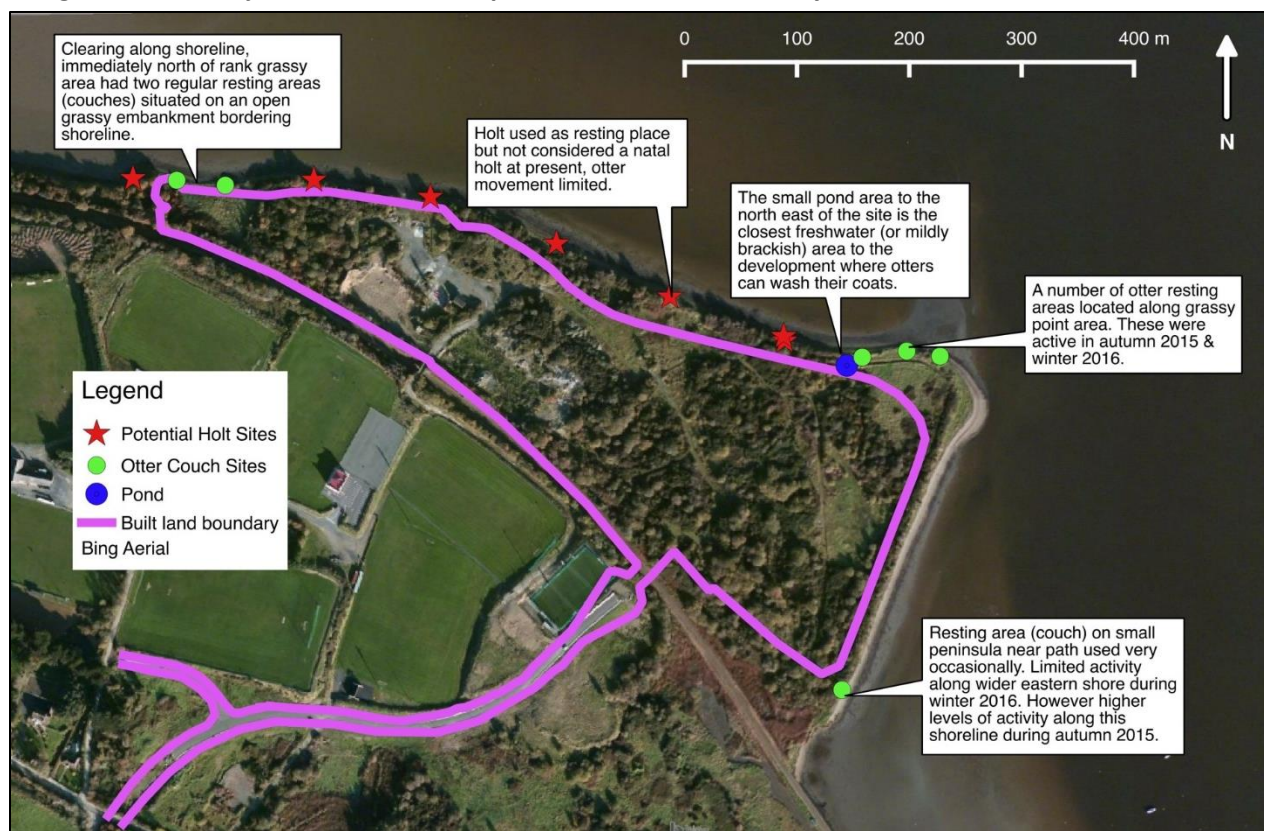 Clearing along shoreline,
immediately north of rank grassy
area had two regular resting areas
(couches) situated on an open
grassy embankment bordering
shoreline.
0 100 200 300 400 m
N
Holt used as resting place
but not considered a natal
holt at present, otter
movement limited.
The small pond area to
the north east of the site is the
closest freshwater (or mildly
brackish) area to the
development where otters
can wash their coats.
A number of otter resting
areas located along grassy
point area. These were
active in autumn 2015 &
winter 2016.
Legend
Potential Holt Sites
Otter Couch Sites
Pond
Built land boundary
Bing Aerial
Resting area (couch) on small
peninsula near path used very
occasionally. Limited activity
along wider eastern shore during
winter 2016. However higher
levels of activity along this
shoreline during autumn 2015.